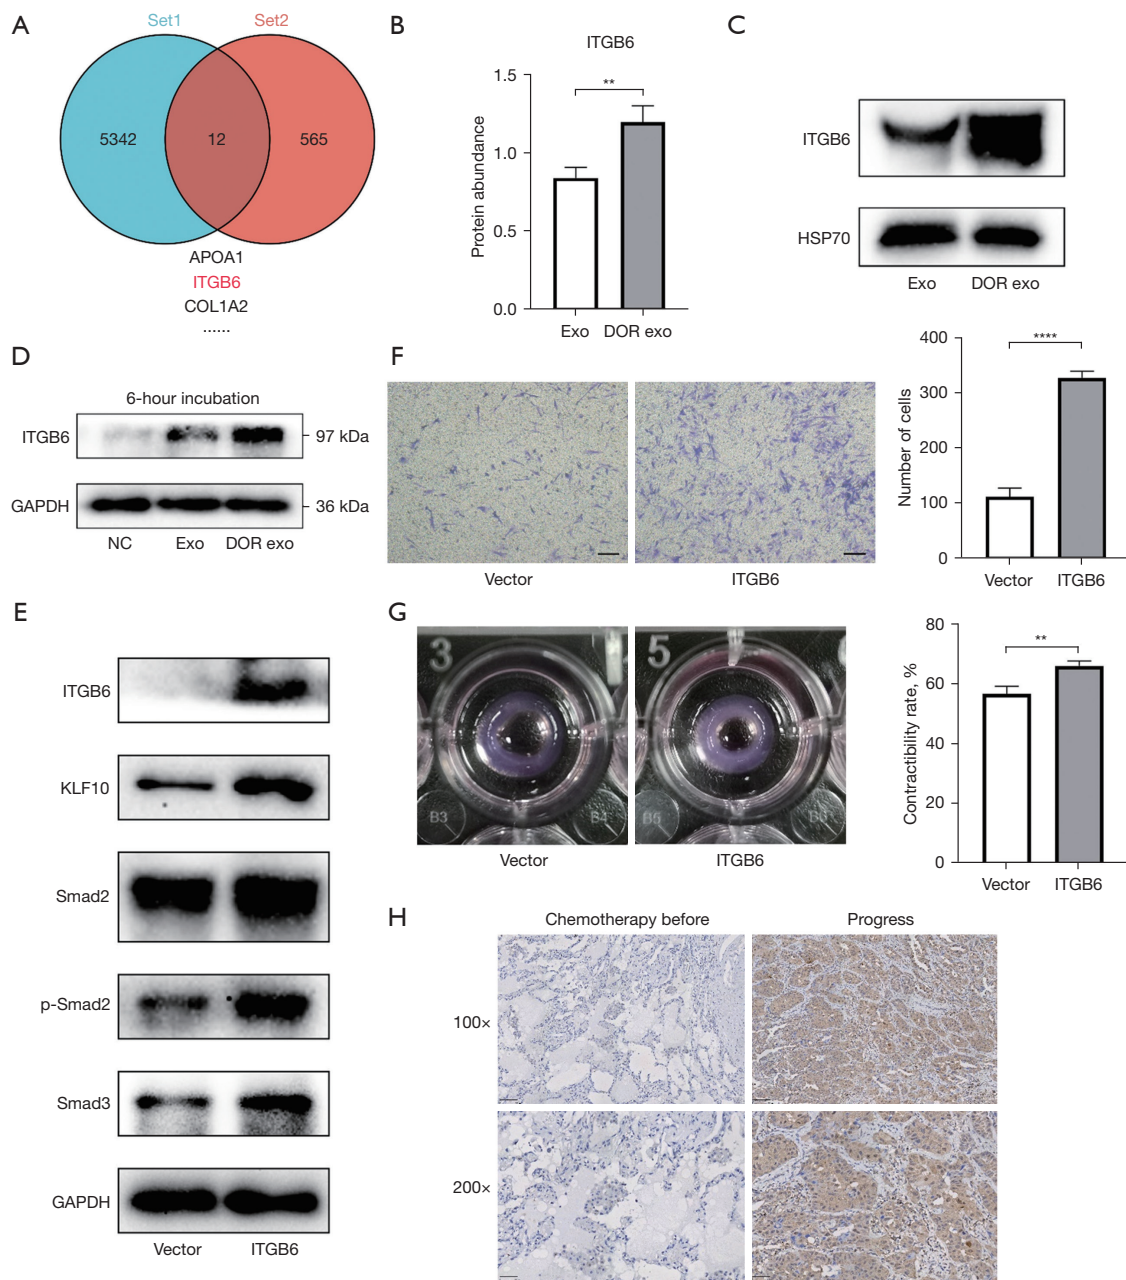 A
Set1
Set2
5342
12
565
APOA1
ITGB6
COL1A2
......
B
ITGB6
Protein abundance
1.5
1.0
0.5
0.0
**
Exo
DOR exo
C
ITGB6
HSP70
Exo
DOR exo
D
6-hour incubation
ITGB6
97 kDa
GAPDH
36 kDa
NC
Exo
DOR exo
E
ITGB6
KLF10
Smad2
p-Smad2
Smad3
GAPDH
Vector
ITGB6
F
Vector
ITGB6
Number of cells
400
300
200
100
0
****
Vector
ITGB6
G
3
5
B3
B4
B5
B6
Vector
ITGB6
Contractibility rate, %
80
60
40
20
0
**
Vector
ITGB6
H
Chemotherapy before
Progress
100×
200×